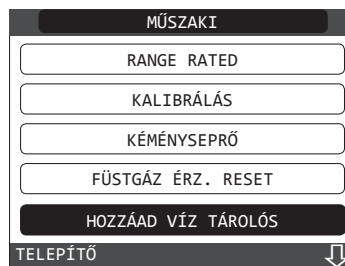 MŰSZAKI
RANGE RATED
KALIBRÁLÁS
KÉMÉNYSEPRŐ
FÜSTGÁZ ÉRZ. RESET
HOZZÁAD VÍZ TÁROLÓS
TELEPÍTŐ